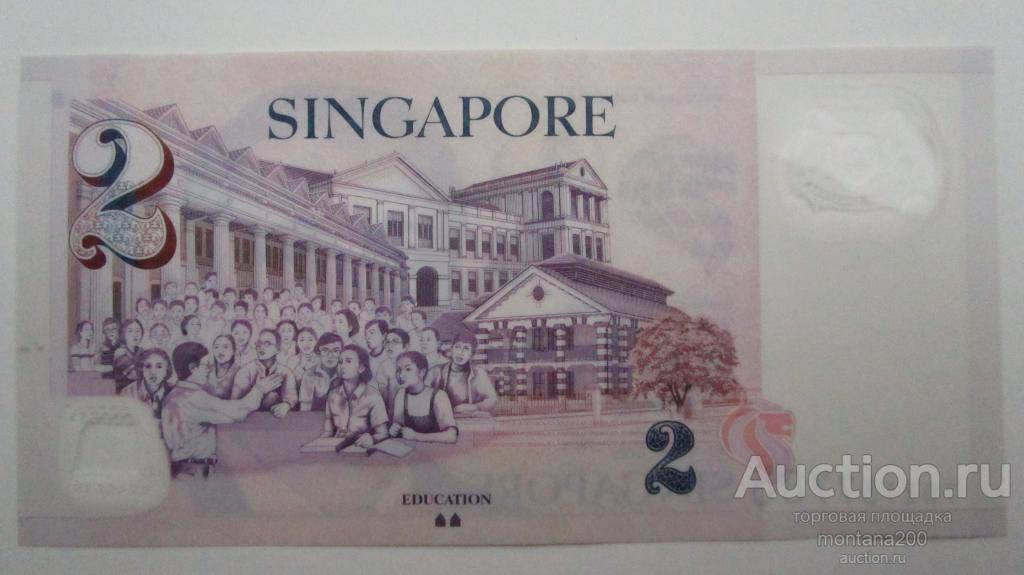 SINGAPORE
2
2
EDUCATION
Auction.ru
торговая площадка
montana200
auction.ru